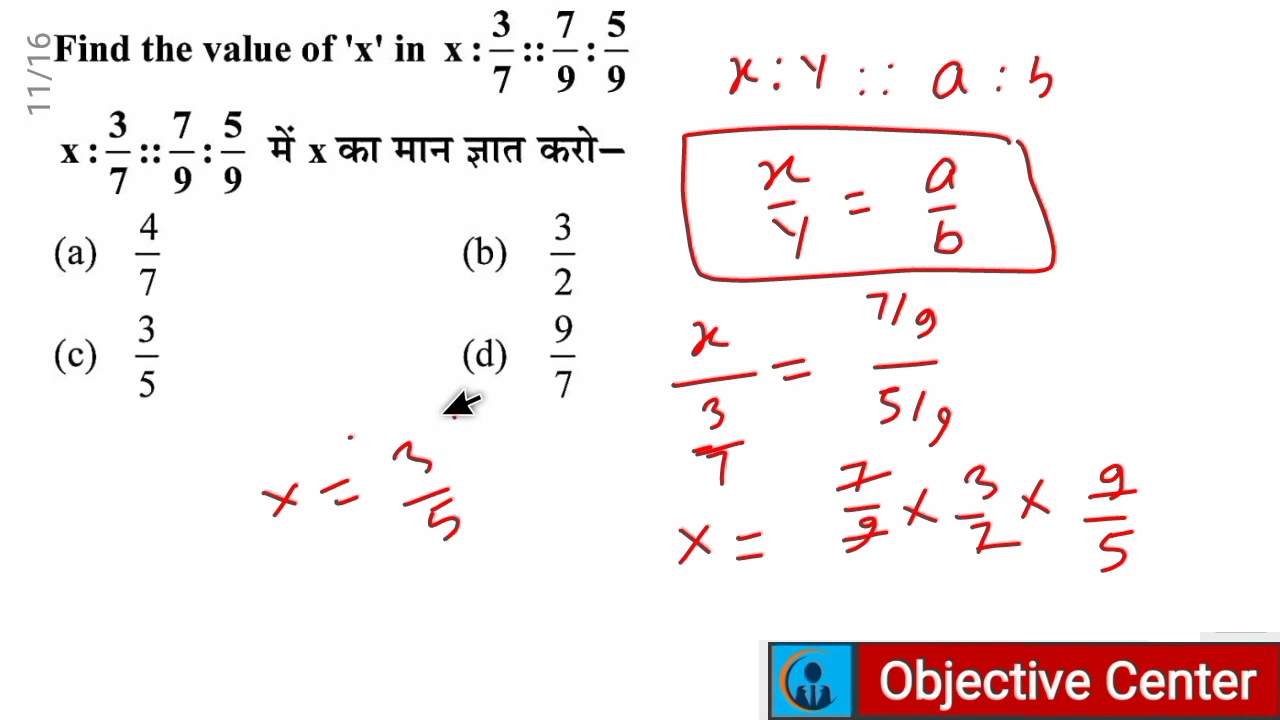 11/16
Find the value of 'x' in x : 3/7 :: 7/9 : 5/9
x : 3/7 :: 7/9 : 5/9 में x का मान ज्ञात करो–
(a) 4/7 (b) 3/2
(c) 3/5 (d) 9/7
x : y :: a : b
x/y = a/b
x/(3/7) = (7/9)/(5/9)
x = 7/9 × 3/7 × 9/5
x = 3/5
Objective Center